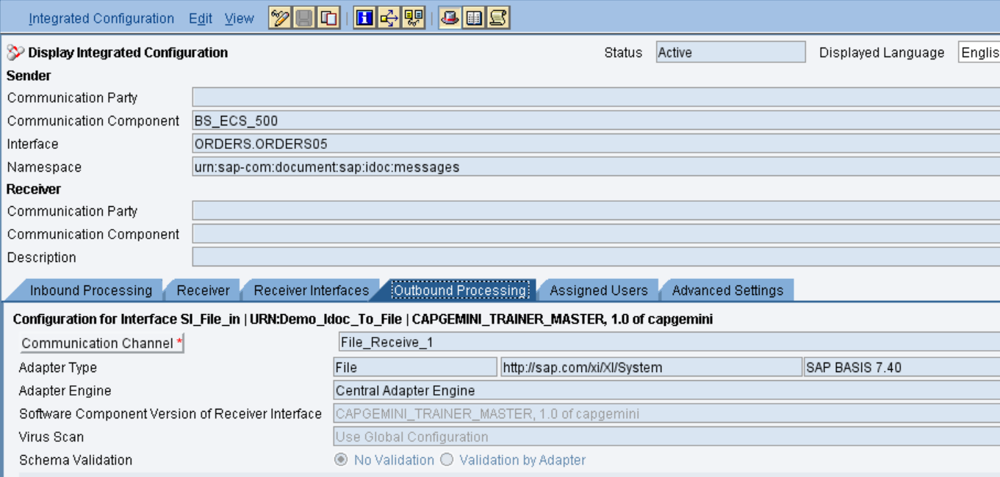 Integrated Configuration Edit View
Display Integrated Configuration Status Active Displayed Language Englis
Sender
Communication Party
Communication Component BS_ECS_500
Interface ORDERS.ORDERS05
Namespace urn:sap-com:document:sap:idoc:messages
Receiver
Communication Party
Communication Component
Description
Inbound Processing Receiver Receiver Interfaces Outbound Processing Assigned Users Advanced Settings
Configuration for Interface SI_File_in | URN:Demo_Idoc_To_File | CAPGEMINI_TRAINER_MASTER, 1.0 of capgemini
Communication Channel * File_Receive_1
Adapter Type File http://sap.com/xi/XI/System SAP BASIS 7.40
Adapter Engine Central Adapter Engine
Software Component Version of Receiver Interface CAPGEMINI_TRAINER_MASTER, 1.0 of capgemini
Virus Scan Use Global Configuration
Schema Validation No Validation Validation by Adapter